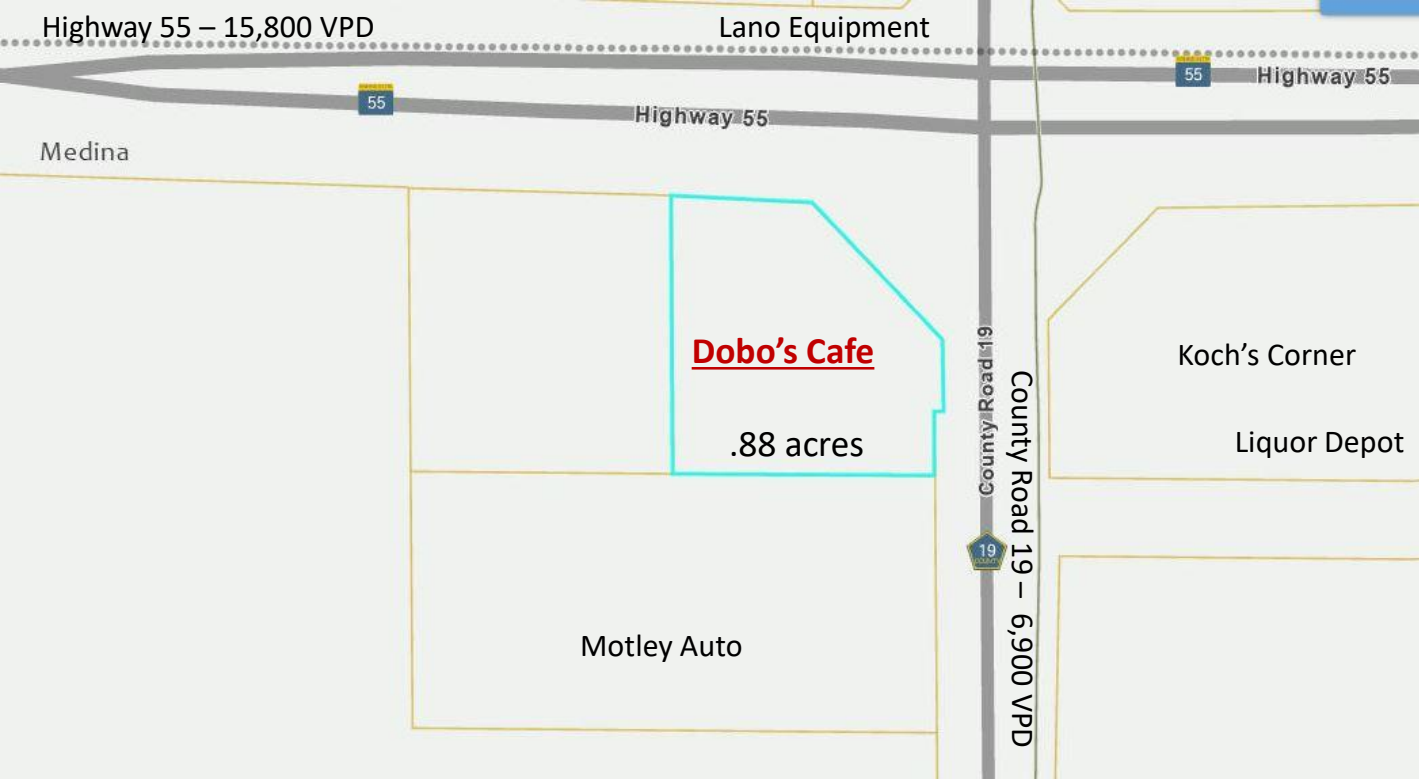 Highway 55 – 15,800 VPD
Lano Equipment
55
Highway 55
55
Highway 55
Medina
Dobo's Cafe
.88 acres
County Road 19
County Road 19 – 6,900 VPD
Koch's Corner
Liquor Depot
19
COUNTY
Motley Auto